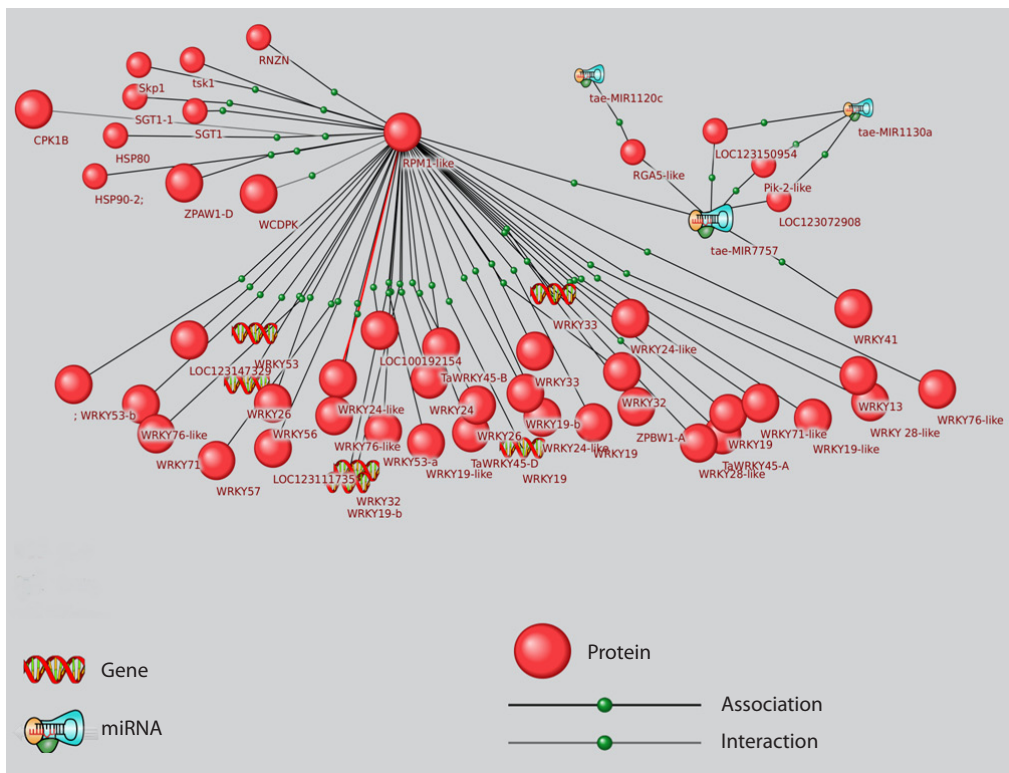 RNZN
Skp1
tsk1
tae-MIR1120c
SGT1-1
tae-MIR1130a
SGT1
CPK1B
HSP80
RPM1-like
LOC123150954
RGA5-like
Pik-2-like
HSP90-2;
ZPAW1-D
WCDPK
LOC123072908
tae-MIR7757
WRKY33
WRKY41
WRKY24-like
LOC100192154
WRKY53
LOC123147329
TaWRKY45-B
WRKY33
WRKY32
; WRKY53-b
WRKY26
WRKY24-like
WRKY24
WRKY13
WRKY76-like
WRKY19-b
WRKY76-like
WRKY56
WRKY26
ZPBW1-A
WRKY71-like
WRKY 28-like
WRKY76-like
WRKY24-like
WRKY19
WRKY19
WRKY19-like
WRKY71
WRKY53-a
TaWRKY45-D
TaWRKY45-A
WRKY19-like
WRKY28-like
LOC123111735
WRKY19
WRKY57
WRKY32
WRKY19-b
Gene
Protein
miRNA
Association
Interaction